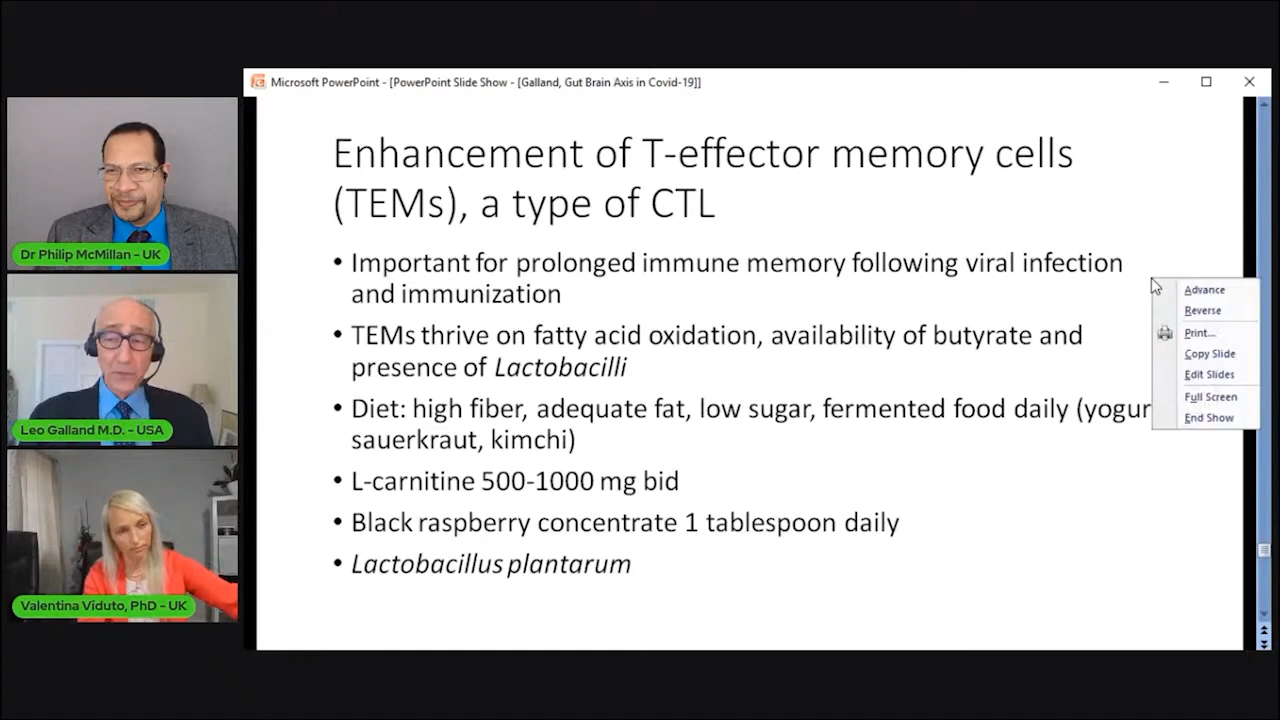 Microsoft PowerPoint - [PowerPoint Slide Show - [Galland, Gut Brain Axis in Covid-19]]
Dr Philip McMillan - UK
Leo Galland M.D. - USA
Valentina Viduto, PhD - UK
Enhancement of T-effector memory cells
(TEMs), a type of CTL
• Important for prolonged immune memory following viral infection
and immunization
• TEMs thrive on fatty acid oxidation, availability of butyrate and
presence of Lactobacilli
• Diet: high fiber, adequate fat, low sugar, fermented food daily (yogur
sauerkraut, kimchi)
• L-carnitine 500-1000 mg bid
• Black raspberry concentrate 1 tablespoon daily
• Lactobacillus plantarum
Advance
Reverse
Print...
Copy Slide
Edit Slides
Full Screen
End Show